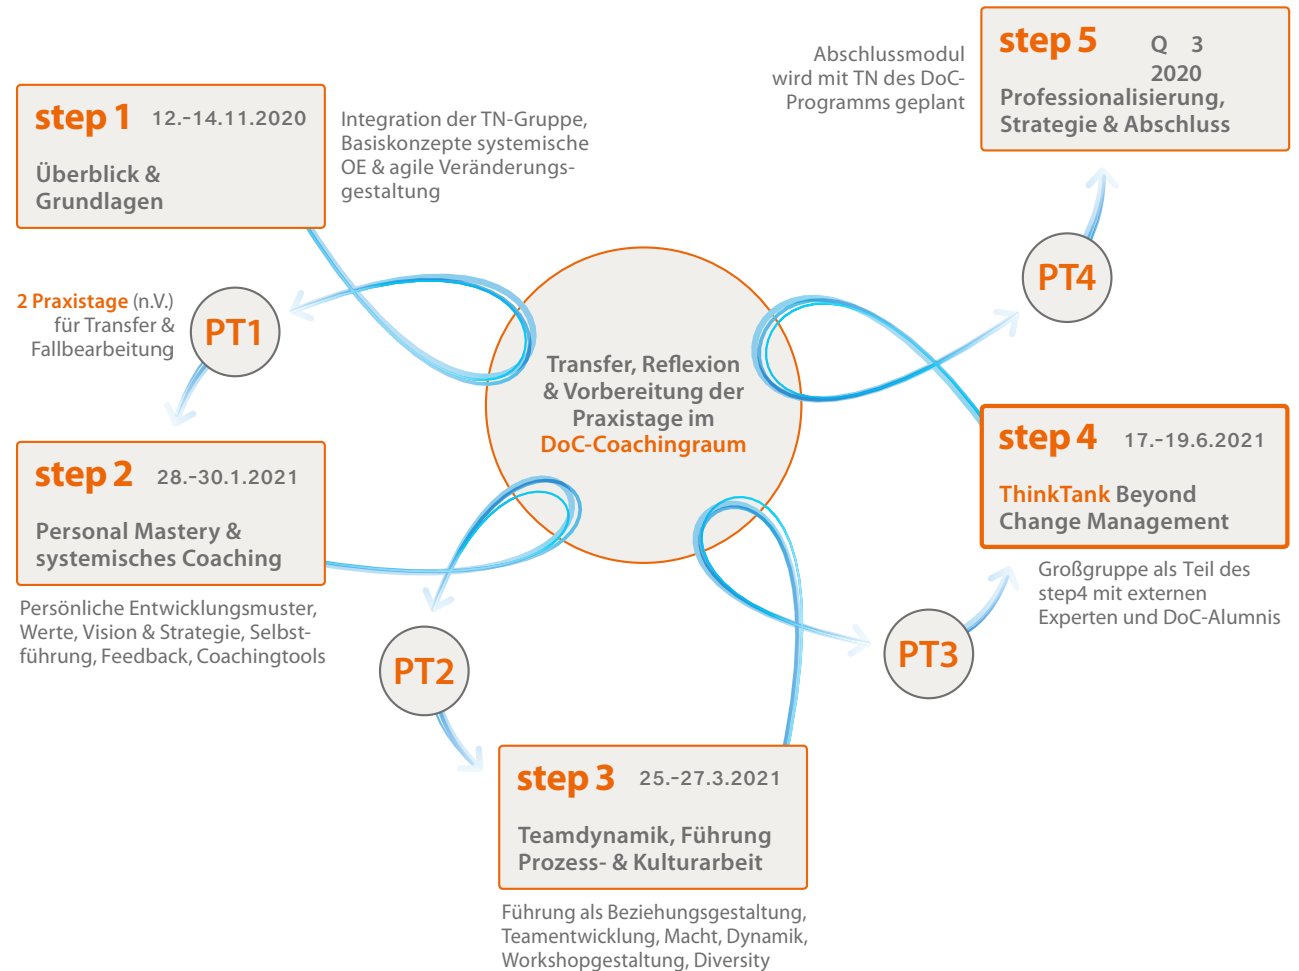 step 1 12.-14.11.2020
Überblick &
Grundlagen
Integration der TN-Gruppe,
Basiskonzepte systemische
OE & agile Veränderungs-
gestaltung
2 Praxistage (n.V.)
für Transfer &
Fallbearbeitung
PT1
step 2 28.-30.1.2021
Personal Mastery &
systemisches Coaching
Persönliche Entwicklungsmuster,
Werte, Vision & Strategie, Selbst-
führung, Feedback, Coachingtools
PT2
Transfer, Reflexion
& Vorbereitung der
Praxistage im
DoC-Coachingraum
step 3 25.-27.3.2021
Teamdynamik, Führung
Prozess- & Kulturarbeit
Führung als Beziehungsgestaltung,
Teamentwicklung, Macht, Dynamik,
Workshopgestaltung, Diversity
PT3
step 4 17.-19.6.2021
ThinkTank Beyond
Change Management
Großgruppe als Teil des
step4 mit externen
Experten und DoC-Alumnis
PT4
Abschlussmodul
wird mit TN des DoC-
Programms geplant
step 5 Q 3
2020
Professionalisierung,
Strategie & Abschluss